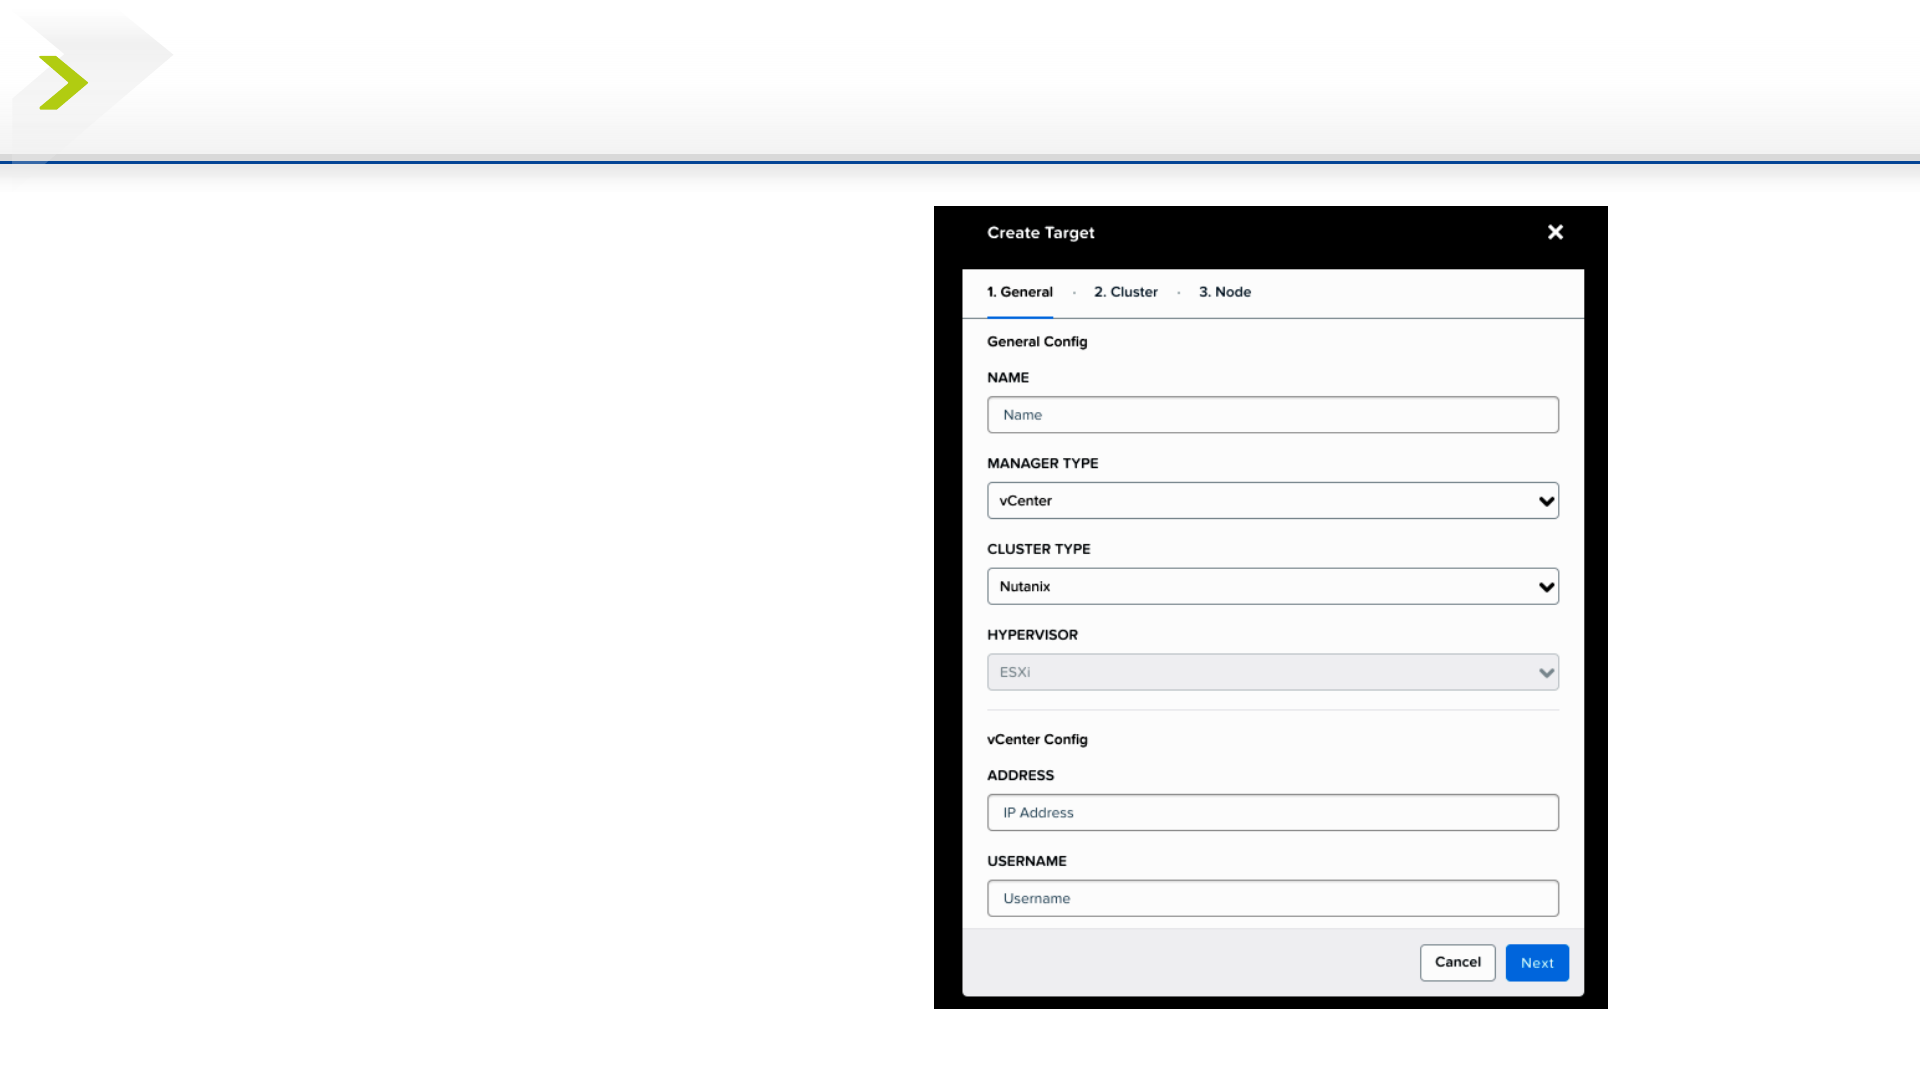 Create Target
1. General · 2. Cluster · 3. Node
General Config
NAME
Name
MANAGER TYPE
vCenter
CLUSTER TYPE
Nutanix
HYPERVISOR
ESXi
vCenter Config
ADDRESS
IP Address
USERNAME
Username
Cancel Next